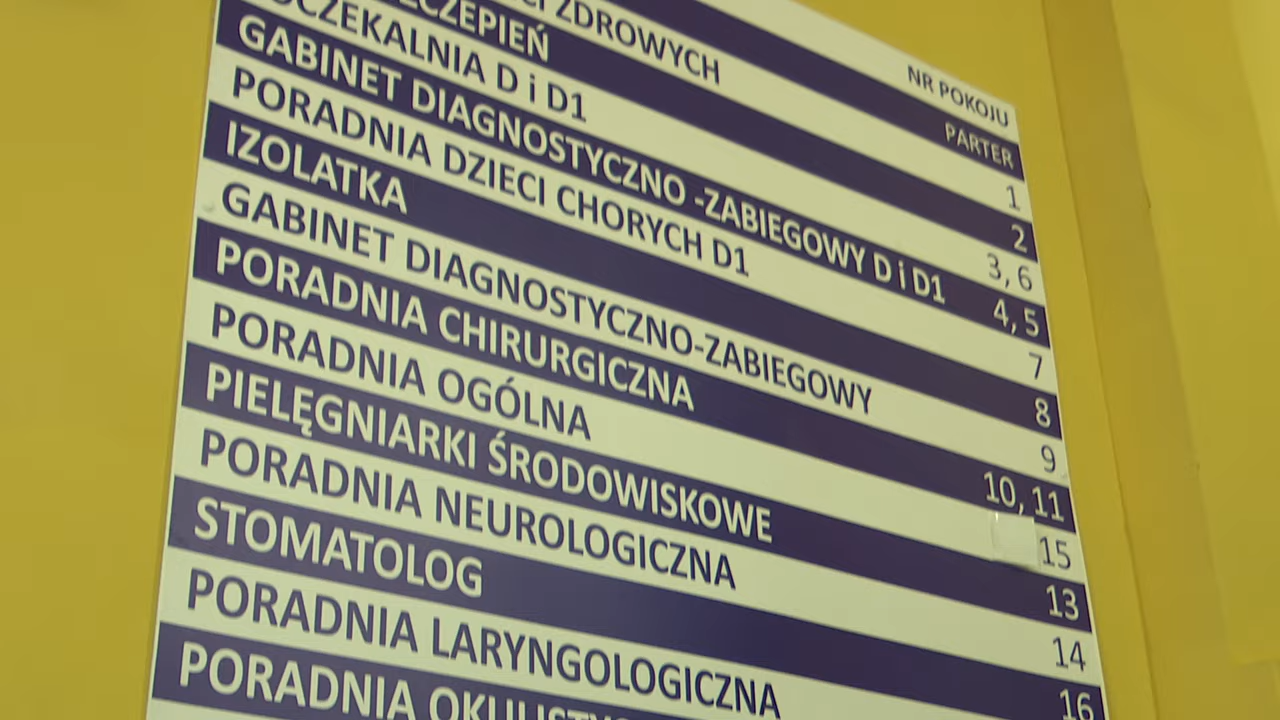 NR POKOJU
PARTER
ZDROWYCH 1
CZEPIEŃ 2
OCZEKALNIA D i D1 3, 6
GABINET DIAGNOSTYCZNO -ZABIEGOWY D i D1 4, 5
PORADNIA DZIECI CHORYCH D1 7
IZOLATKA 8
GABINET DIAGNOSTYCZNO-ZABIEGOWY 9
PORADNIA CHIRURGICZNA 10, 11
PORADNIA OGÓLNA 15
PIELĘGNIARKI ŚRODOWISKOWE 13
PORADNIA NEUROLOGICZNA 14
STOMATOLOG 16
PORADNIA LARYNGOLOGICZNA
PORADNIA